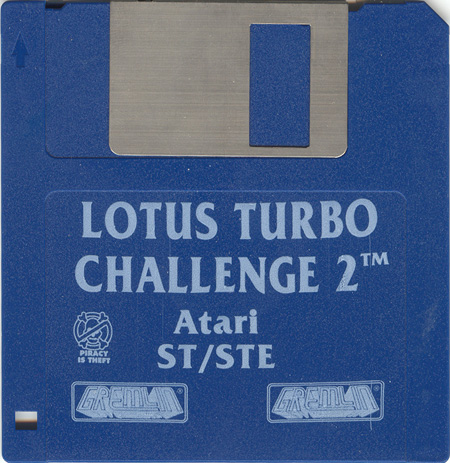 LOTUS TURBO
CHALLENGE 2™
Atari
ST/STE
PIRACY
IS THEFT
GREMLIN
GREMLIN